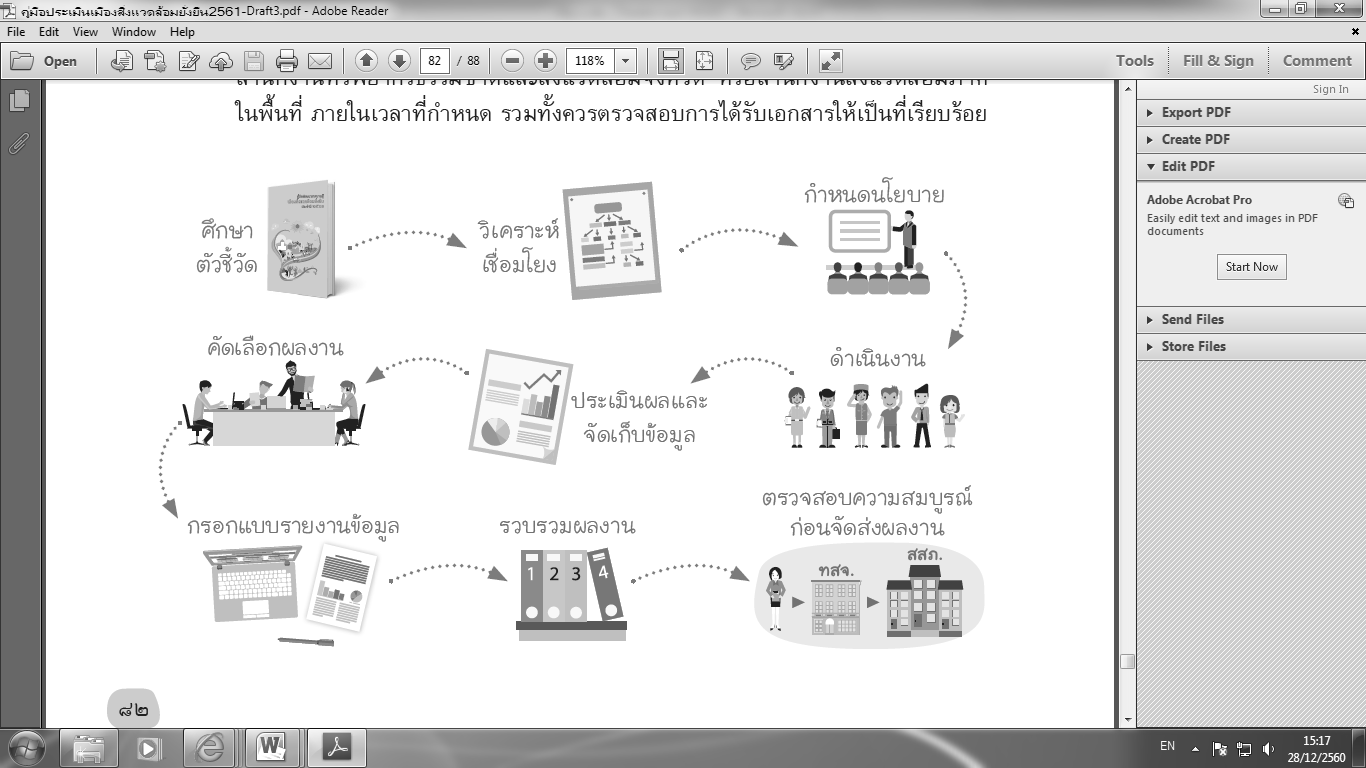 คู่มือประเมินเมืองสิ่งแวดล้อมยั่งยืน2561-Draft3.pdf - Adobe Reader
File Edit View Window Help
Open 82 / 88 118% Tools Fill & Sign Comment
Sign In
ในพื้นที่ ภายในเวลาที่กำหนด รวมทั้งควรตรวจสอบการได้รับเอกสารให้เป็นที่เรียบร้อย
Export PDF
Create PDF
Edit PDF
Adobe Acrobat Pro
Easily edit text and images in PDF
documents
Start Now
Send Files
Store Files
ศึกษา
ตัวชี้วัด
วิเคราะห์
เชื่อมโยง
กำหนดนโยบาย
คัดเลือกผลงาน
ประเมินผลและ
จัดเก็บข้อมูล
ดำเนินงาน
กรอกแบบรายงานข้อมูล
รวบรวมผลงาน
1 2 3 4
ตรวจสอบความสมบูรณ์
ก่อนจัดส่งผลงาน
ทสจ.
สสภ.
๘๒
EN
15:17
28/12/2560